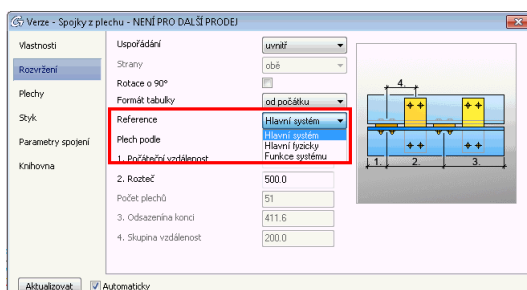 Verze - Spojky z plechu - NENÍ PRO DALŠÍ PRODEJ
Vlastnosti
Rozvržení
Plechy
Styk
Parametry spojení
Knihovna
Uspořádání uvnitř
Strany obě
Rotace o 90°
Formát tabulky od počátku
Reference Hlavní systém
Hlavní systém
Hlavní fyzicky
Funkce systému
Plech podle
1. Počáteční vzdálenost
2. Rozteč 500.0
Počet plechů 51
3. Odsazenína konci 411.6
4. Skupina vzdálenost 200.0
4.
1. 2. 3.
Aktualizovat Automaticky